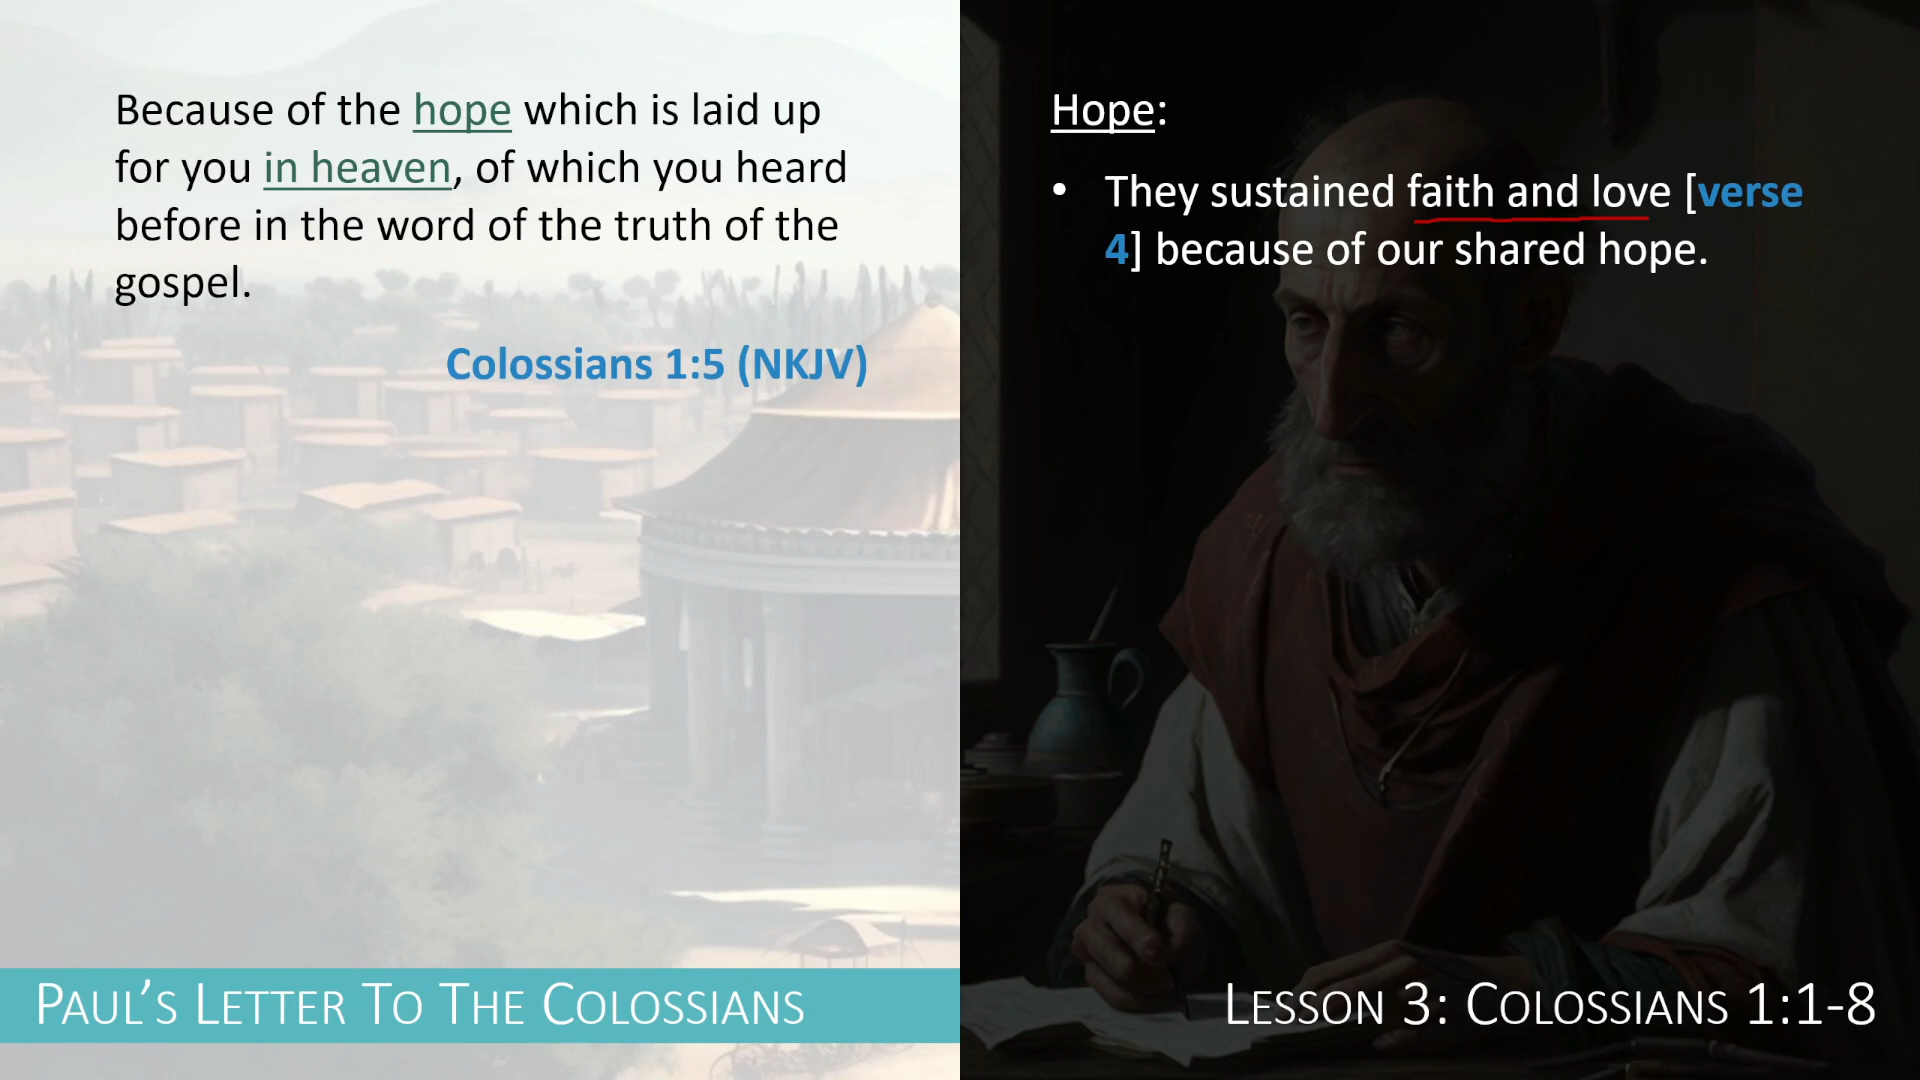 Because of the hope which is laid up
for you in heaven, of which you heard
before in the word of the truth of the
gospel.
Colossians 1:5 (NKJV)
Hope:
• They sustained faith and love [verse
4] because of our shared hope.
Paul's Letter To The Colossians
Lesson 3: Colossians 1:1-8